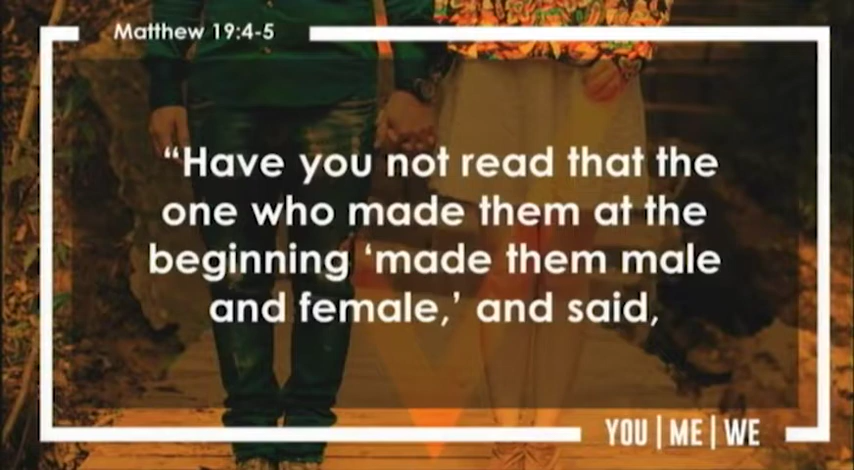 Matthew 19:4-5
“Have you not read that the
one who made them at the
beginning ‘made them male
and female,’ and said,
YOU|ME|WE